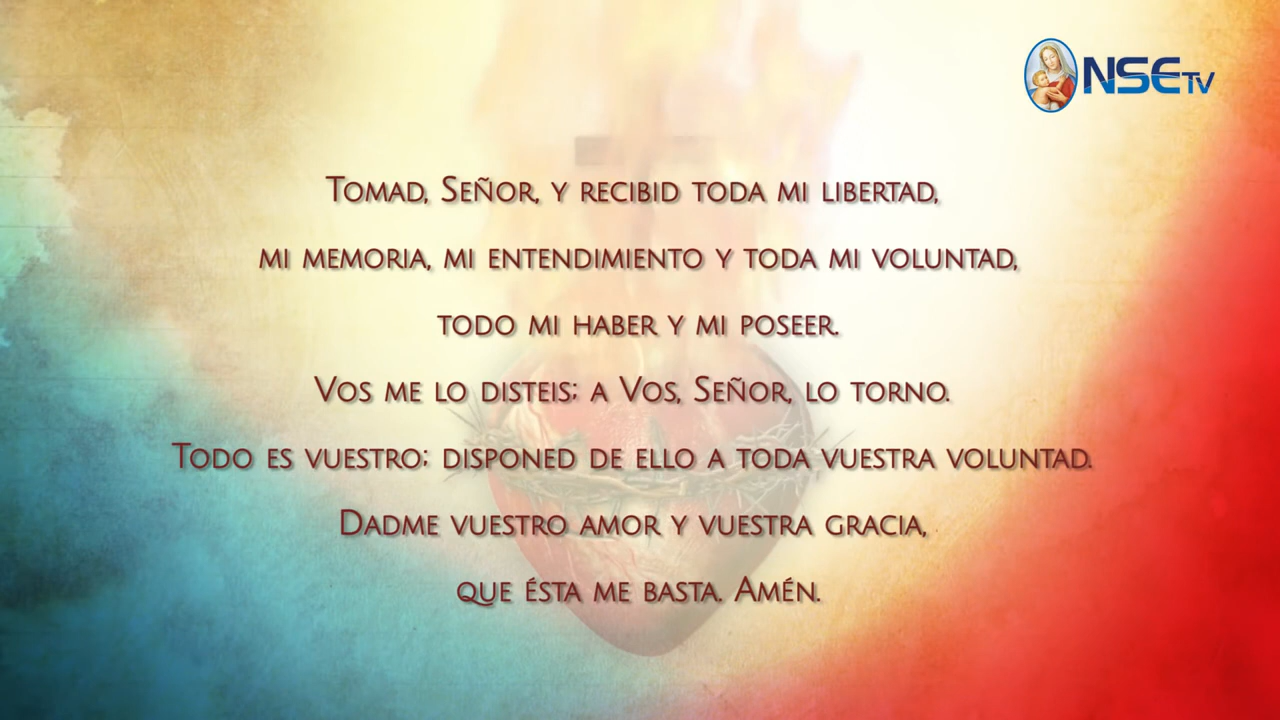 NSETV
Tomad, Señor, y recibid toda mi libertad,
mi memoria, mi entendimiento y toda mi voluntad,
todo mi haber y mi poseer.
Vos me lo disteis; a Vos, Señor, lo torno.
Todo es vuestro; disponed de ello a toda vuestra voluntad.
Dadme vuestro amor y vuestra gracia,
que ésta me basta. Amén.